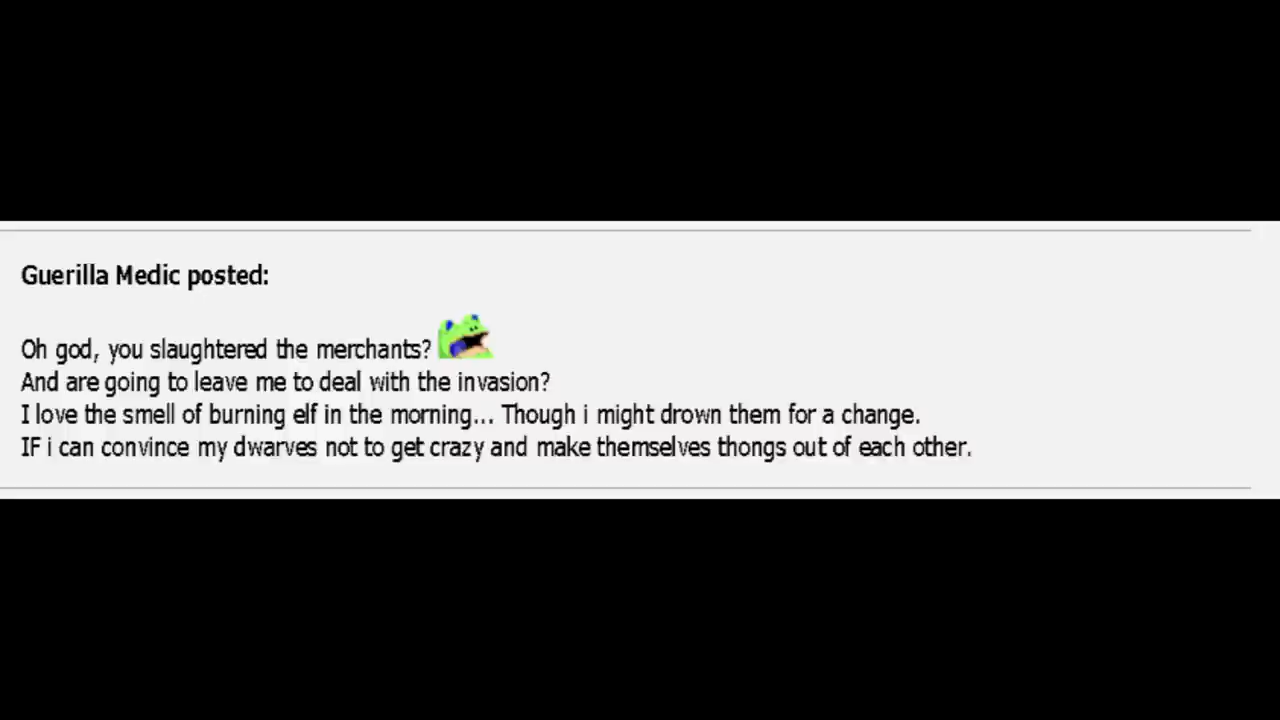 Guerilla Medic posted:
Oh god, you slaughtered the merchants?
And are going to leave me to deal with the invasion?
I love the smell of burning elf in the morning... Though i might drown them for a change.
IF i can convince my dwarves not to get crazy and make themselves thongs out of each other.